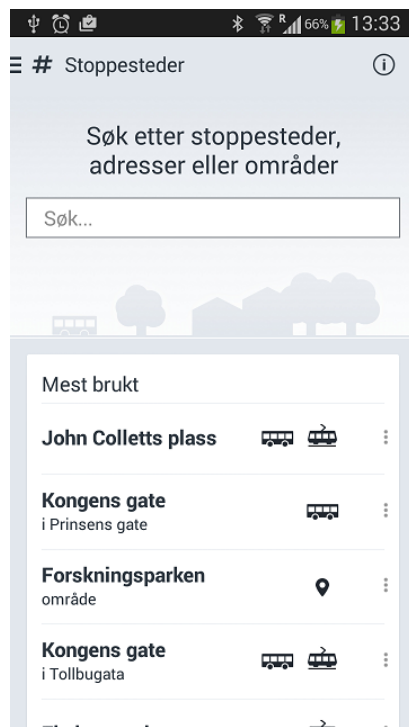 R 66% 13:33
# Stoppesteder
Søk etter stoppesteder,
adresser eller områder
Søk...
Mest brukt
John Colletts plass
Kongens gate
i Prinsens gate
Forskningsparken
område
Kongens gate
i Tollbugata